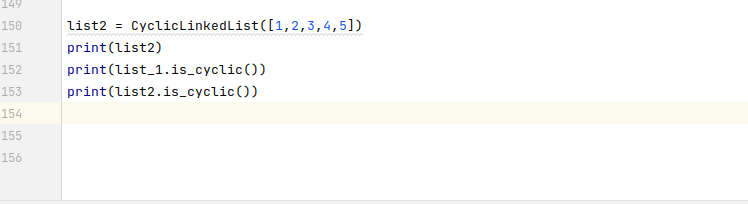 149
150 list2 = CyclicLinkedList([1,2,3,4,5])
151 print(list2)
152 print(list_1.is_cyclic())
153 print(list2.is_cyclic())
154
155
156